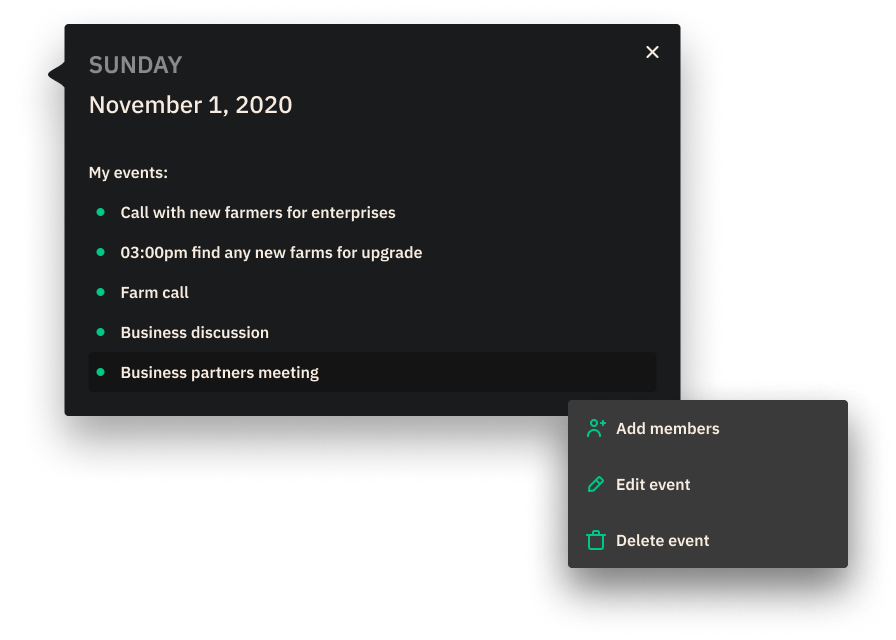 SUNDAY
November 1, 2020
My events:
Call with new farmers for enterprises
03:00pm find any new farms for upgrade
Farm call
Business discussion
Business partners meeting
Add members
Edit event
Delete event